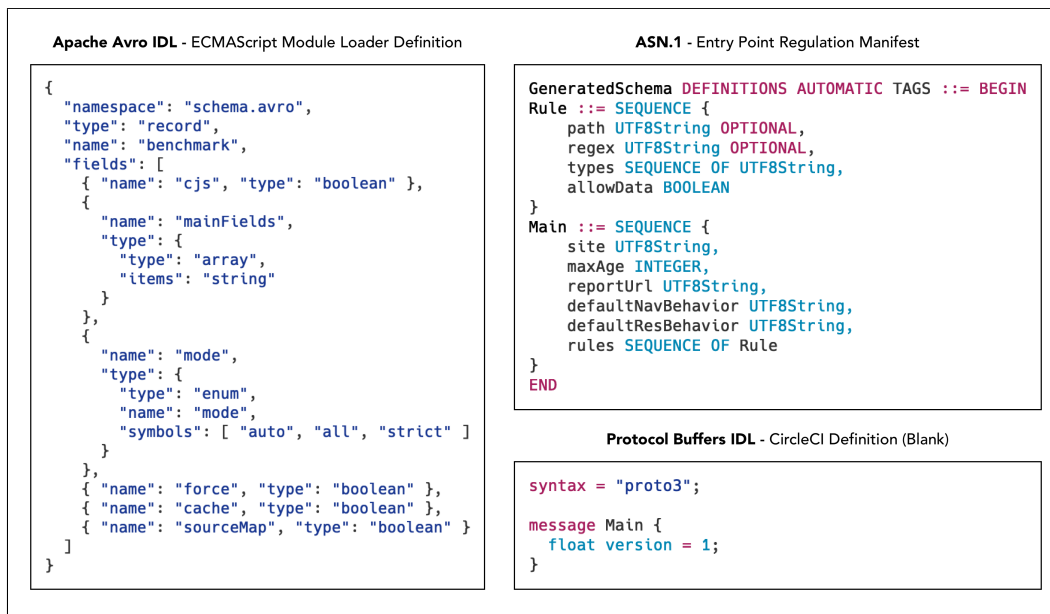 Apache Avro IDL - ECMAScript Module Loader Definition
{
  "namespace": "schema.avro",
  "type": "record",
  "name": "benchmark",
  "fields": [
    { "name": "cjs", "type": "boolean" },
    {
      "name": "mainFields",
      "type": {
        "type": "array",
        "items": "string"
      }
    },
    {
      "name": "mode",
      "type": {
        "type": "enum",
        "name": "mode",
        "symbols": [ "auto", "all", "strict" ]
      }
    },
    { "name": "force", "type": "boolean" },
    { "name": "cache", "type": "boolean" },
    { "name": "sourceMap", "type": "boolean" }
  ]
}
ASN.1 - Entry Point Regulation Manifest
GeneratedSchema DEFINITIONS AUTOMATIC TAGS ::= BEGIN
Rule ::= SEQUENCE {
    path UTF8String OPTIONAL,
    regex UTF8String OPTIONAL,
    types SEQUENCE OF UTF8String,
    allowData BOOLEAN
}
Main ::= SEQUENCE {
    site UTF8String,
    maxAge INTEGER,
    reportUrl UTF8String,
    defaultNavBehavior UTF8String,
    defaultResBehavior UTF8String,
    rules SEQUENCE OF Rule
}
END
Protocol Buffers IDL - CircleCI Definition (Blank)
syntax = "proto3";
message Main {
  float version = 1;
}